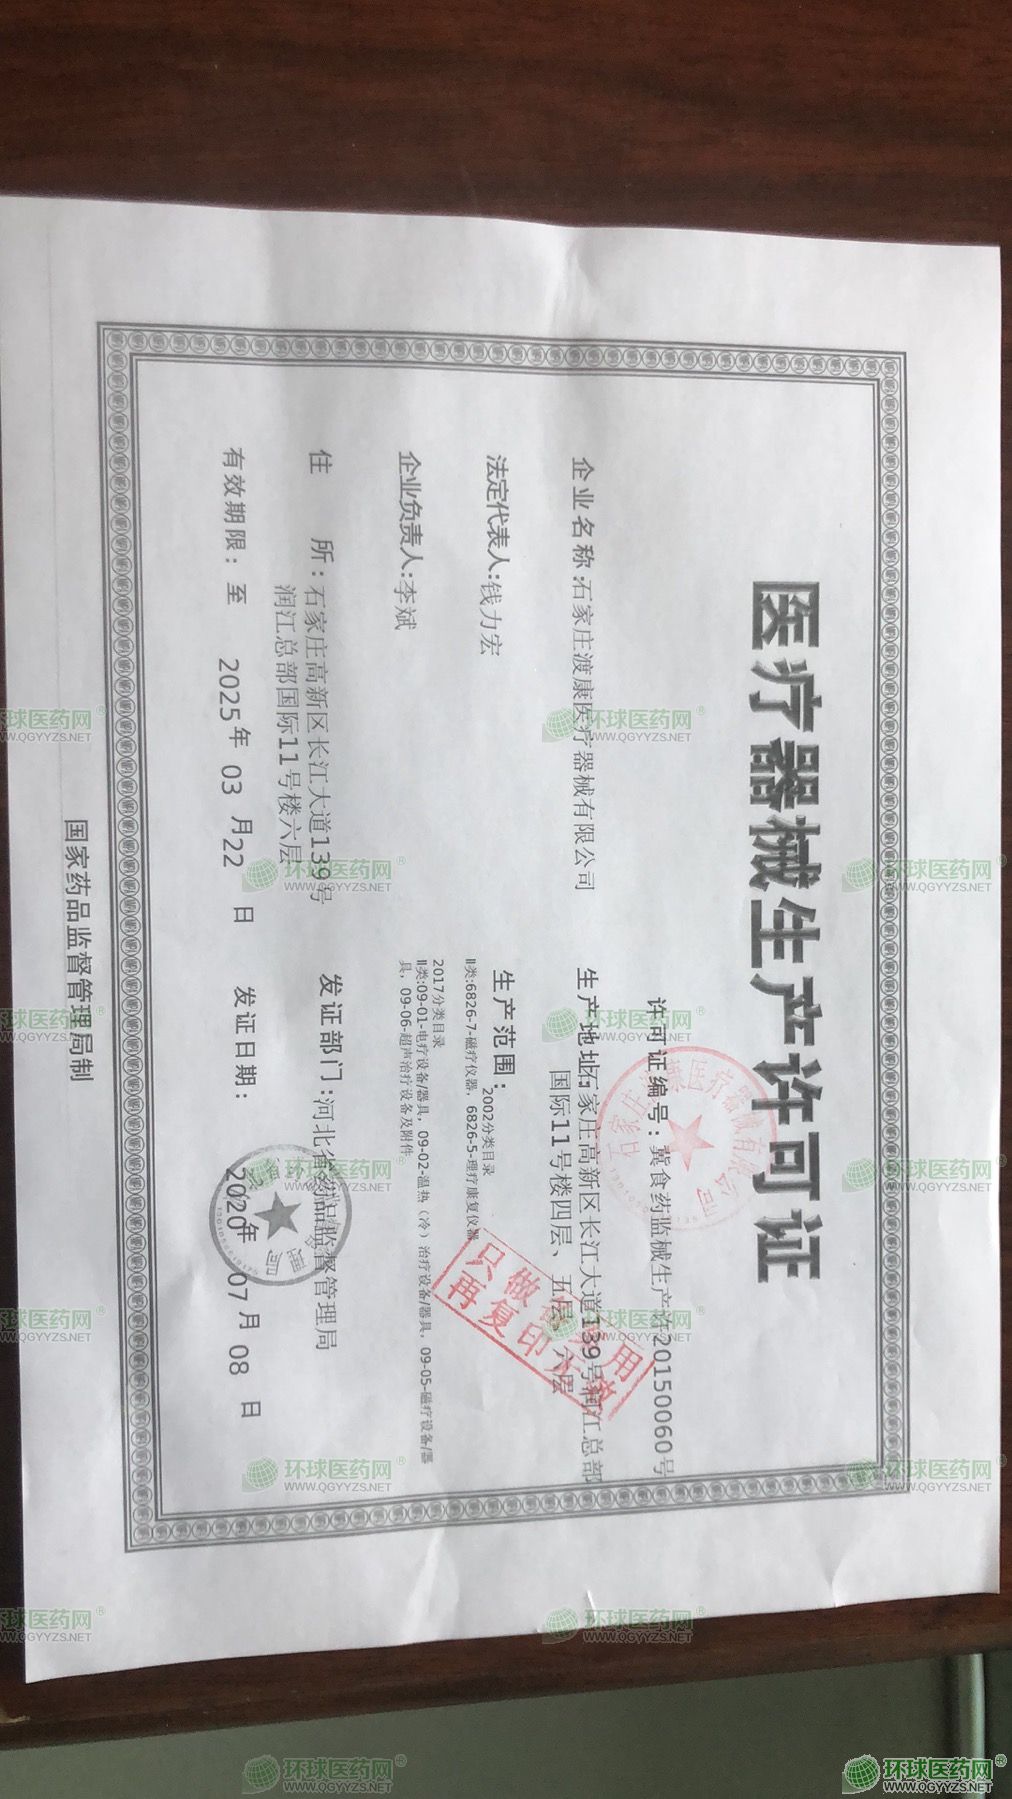 医疗器械生产许可证
许可证编号：冀食药监械生产许20150060号
企业名称：石家庄渡康医疗器械有限公司
法定代表人：钱力宏
企业负责人：李斌
住　　所：石家庄高新区长江大道139号
润江总部国际11号楼六层
有效期限：至 2025年 03 月22 日
生产地址：石家庄高新区长江大道139号润江总部
国际11号楼四层、五层、六层
生产范围：2002分类目录
Ⅱ类:6826-7-磁疗仪器，6826-5-理疗康复仪器
2017分类目录
Ⅱ类:09-01-电疗设备/器具，09-02-温热（冷）治疗设备/器具，09-05-磁疗设备/器
具，09-06-超声治疗设备及附件
发证部门：河北省药品监督管理局
发证日期： 2020年 07月 08 日
国家药品监督管理局制
只做备案用
再复印无效
环球医药网®
WWW.QGYYZS.NET